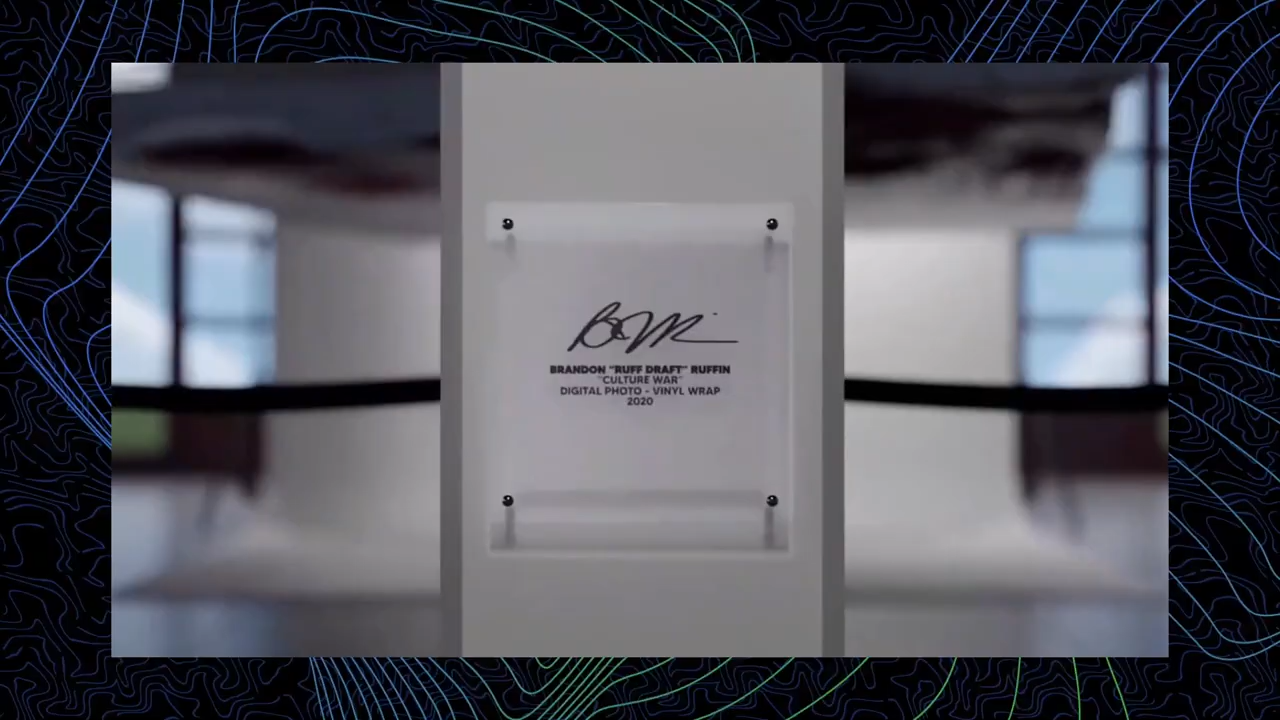 BRANDON "RUFF DRAFT" RUFFIN
"CULTURE WAR"
DIGITAL PHOTO - VINYL WRAP
2020